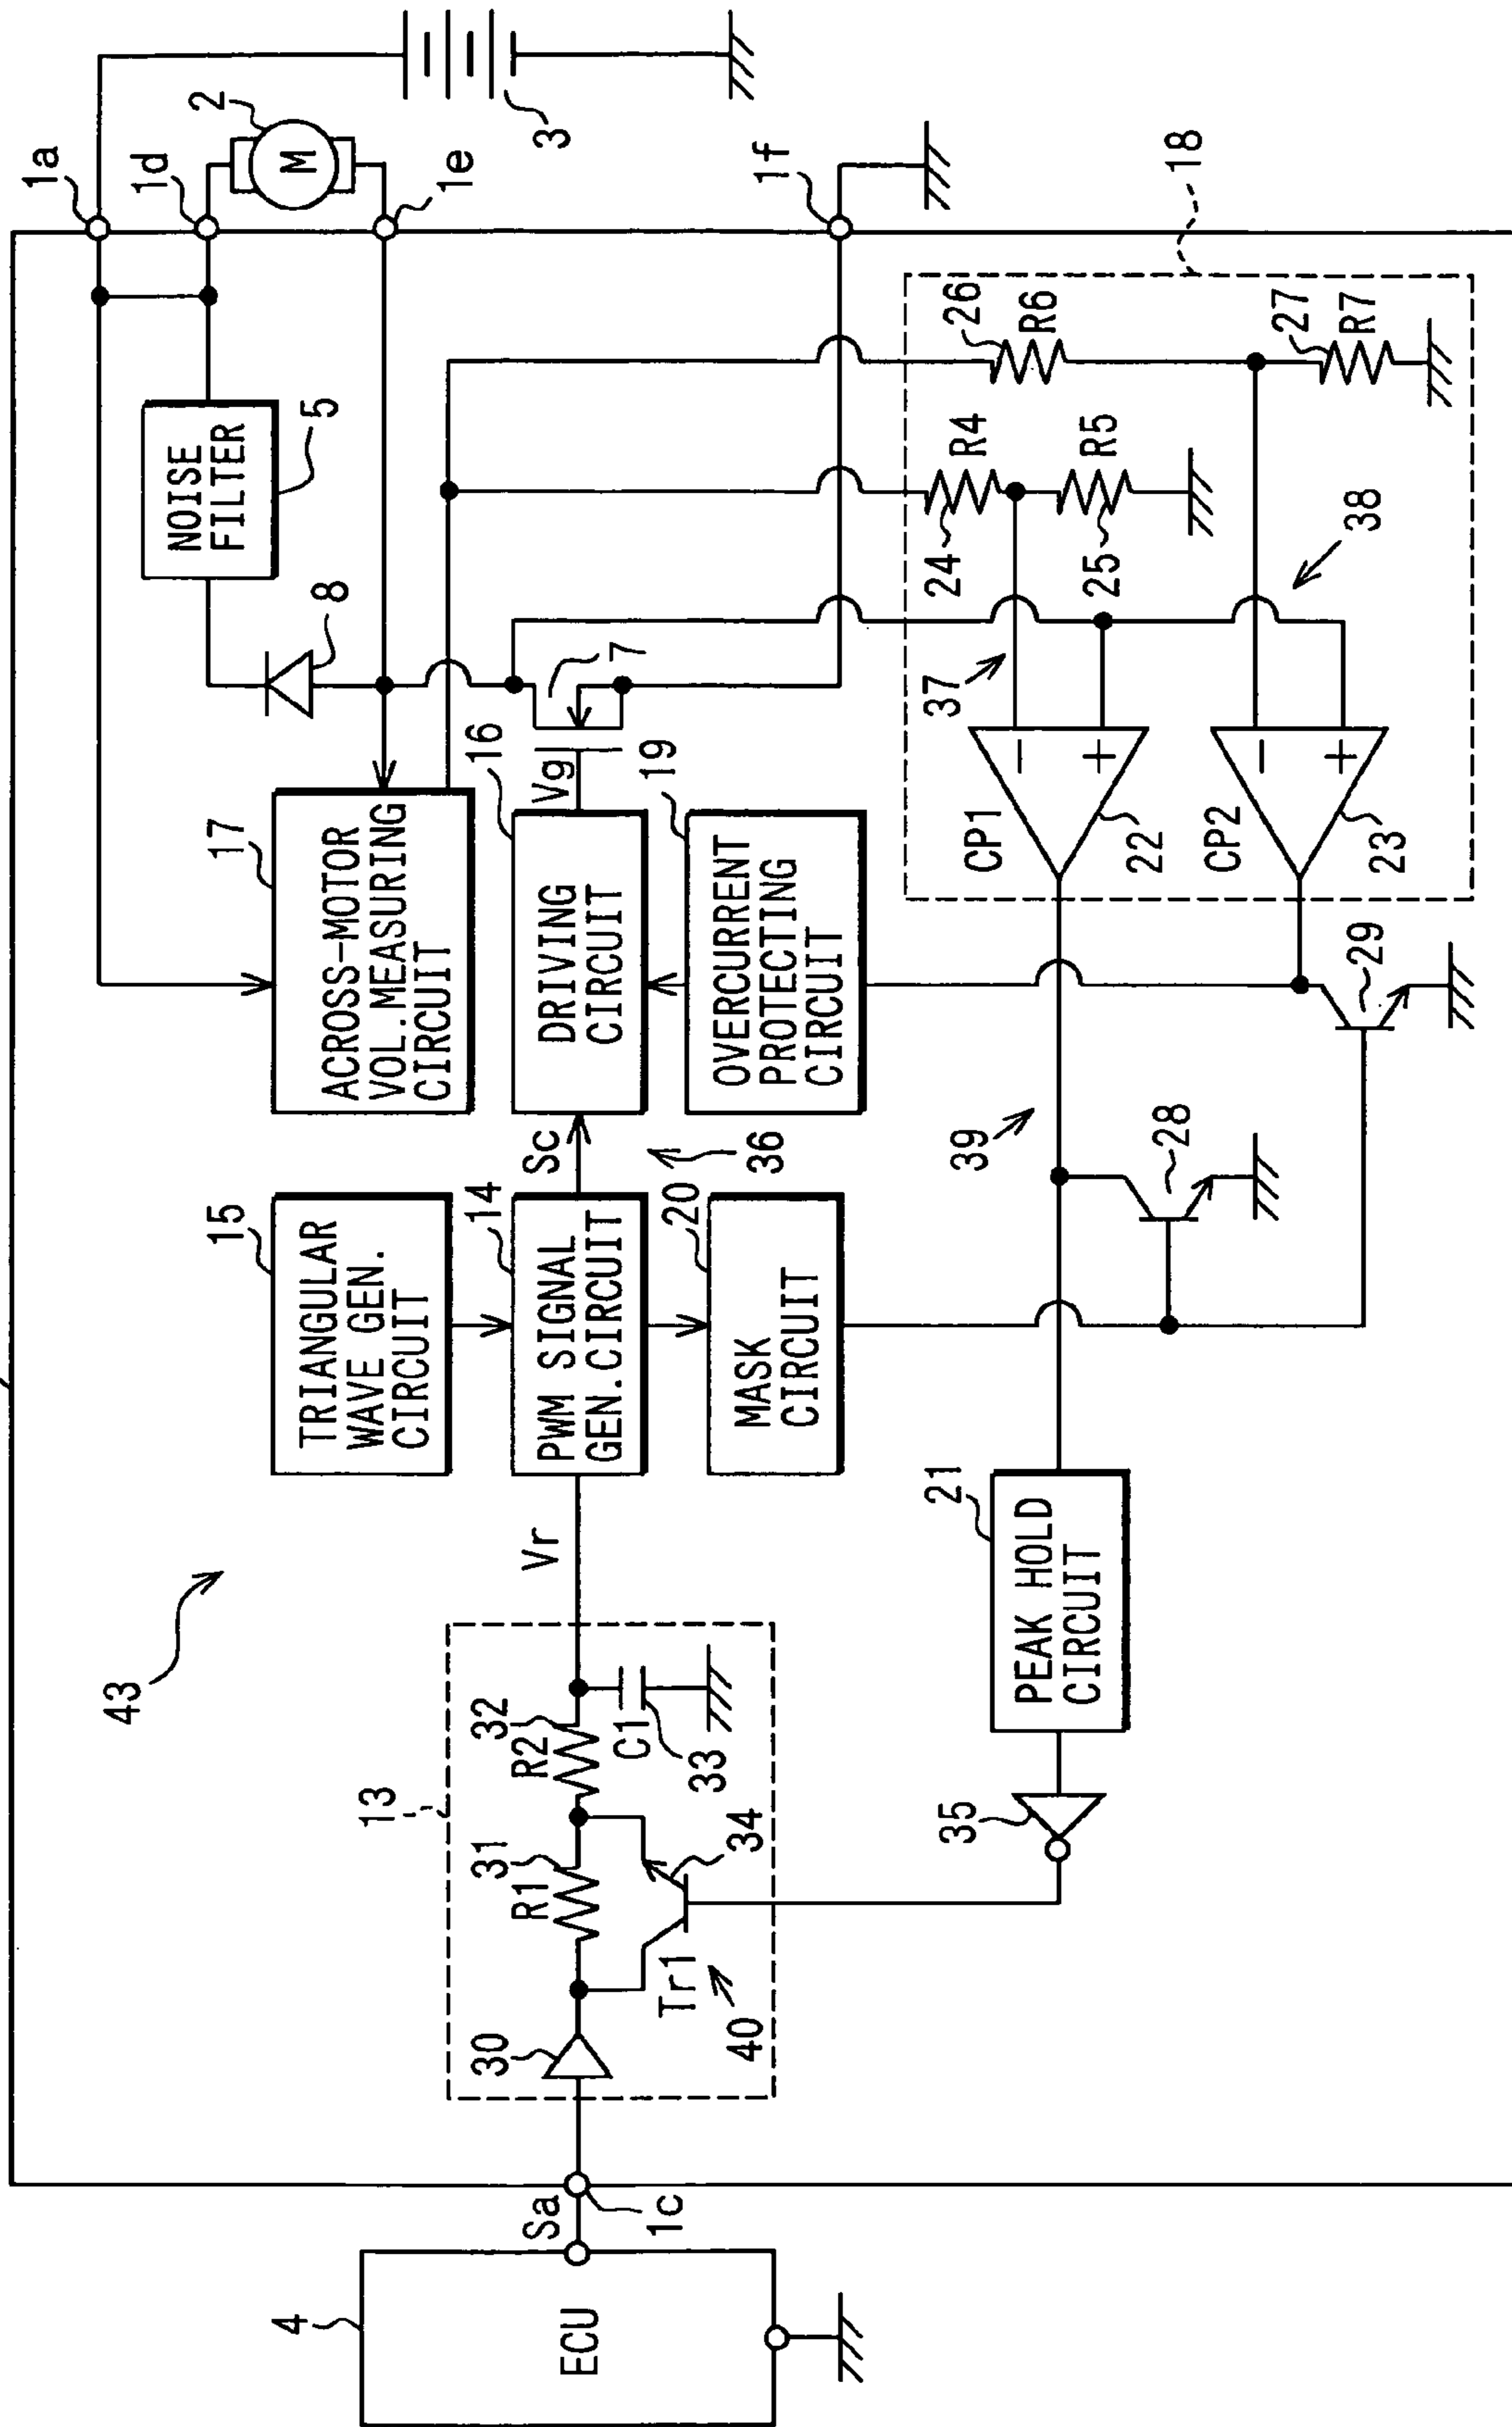 43
4
ECU
Sa
1c
13
30
R1
31
R2
32
C1
33
34
Tr1
40
Vr
15
TRIANGULAR
WAVE GEN.
CIRCUIT
14
PWM SIGNAL
GEN.CIRCUIT
20
MASK
CIRCUIT
Sc
36
17
ACROSS-MOTOR
VOL.MEASURING
CIRCUIT
16
DRIVING
CIRCUIT
Vg
19
OVERCURRENT
PROTECTING
CIRCUIT
7
8
NOISE
FILTER
5
1a
1d
2
M
1e
3
1f
18
26
R6
27
R7
24
R4
25
R5
37
38
CP1
22
CP2
23
39
28
29
21
PEAK HOLD
CIRCUIT
35